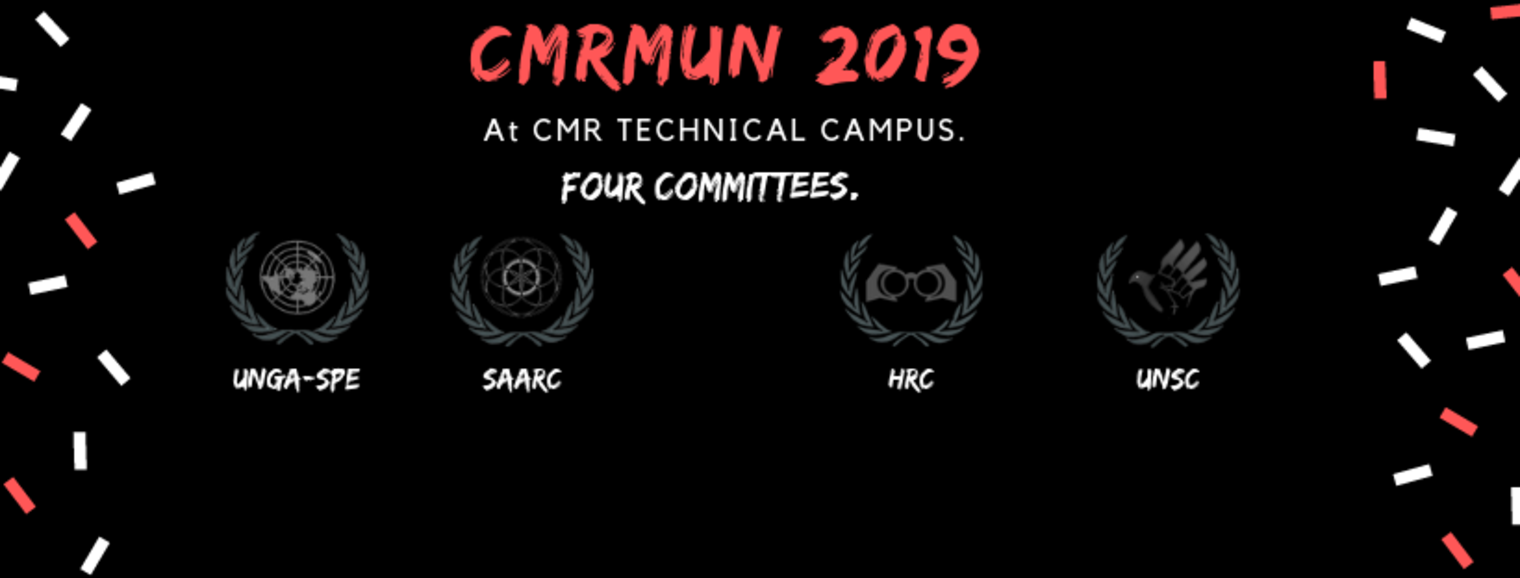 CMRMUN 2019
At CMR TECHNICAL CAMPUS.
FOUR COMMITTEES.
UNGA-SPE SAARC HRC UNSC